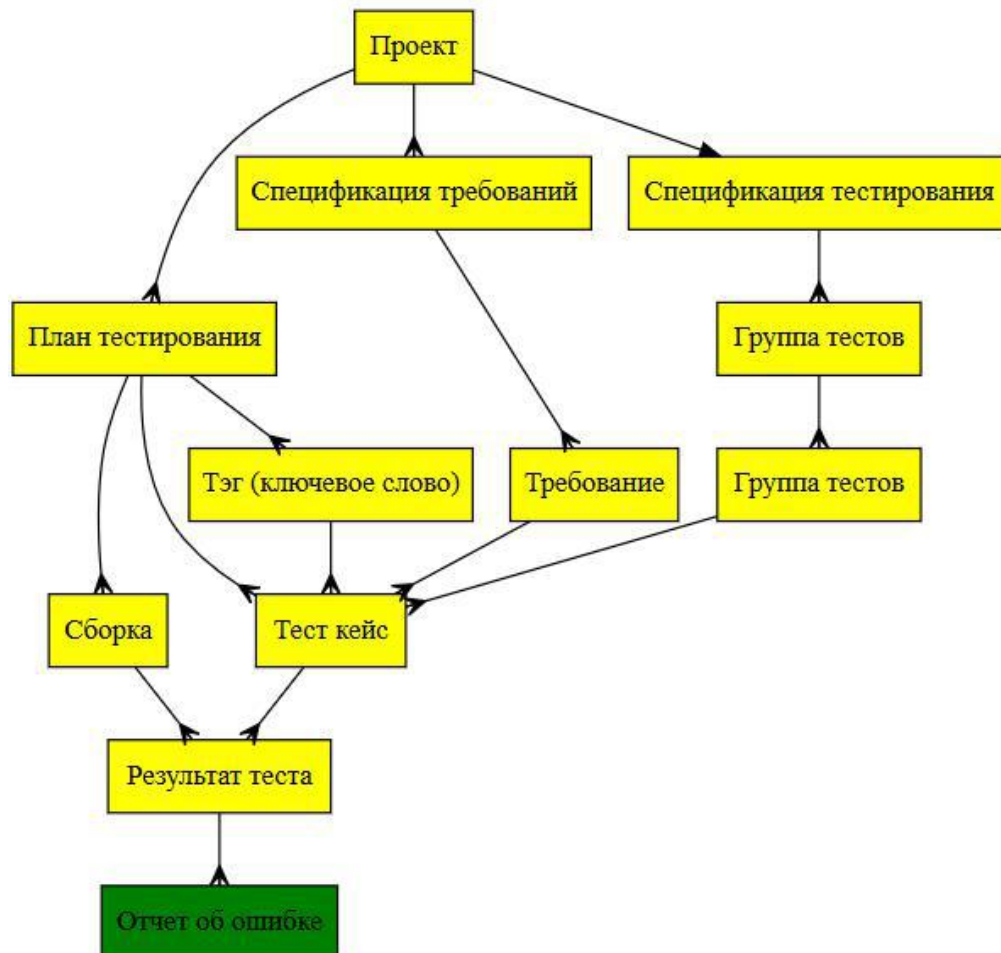 Проект
Спецификация требований
Спецификация тестирования
План тестирования
Группа тестов
Тэг (ключевое слово)
Требование
Группа тестов
Сборка
Тест кейс
Результат теста
Отчет об ошибке